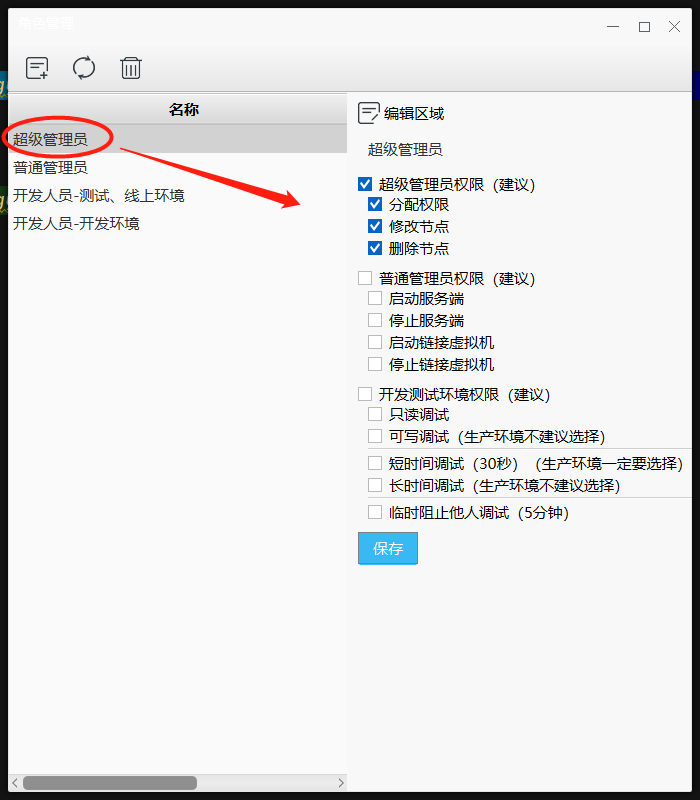 角色管理
名称
超级管理员
普通管理员
开发人员-测试、线上环境
开发人员-开发环境
编辑区域
超级管理员
超级管理员权限（建议）
分配权限
修改节点
删除节点
普通管理员权限（建议）
启动服务端
停止服务端
启动链接虚拟机
停止链接虚拟机
开发测试环境权限（建议）
只读调试
可写调试（生产环境不建议选择）
短时间调试（30秒）（生产环境一定要选择）
长时间调试（生产环境不建议选择）
临时阻止他人调试（5分钟）
保存